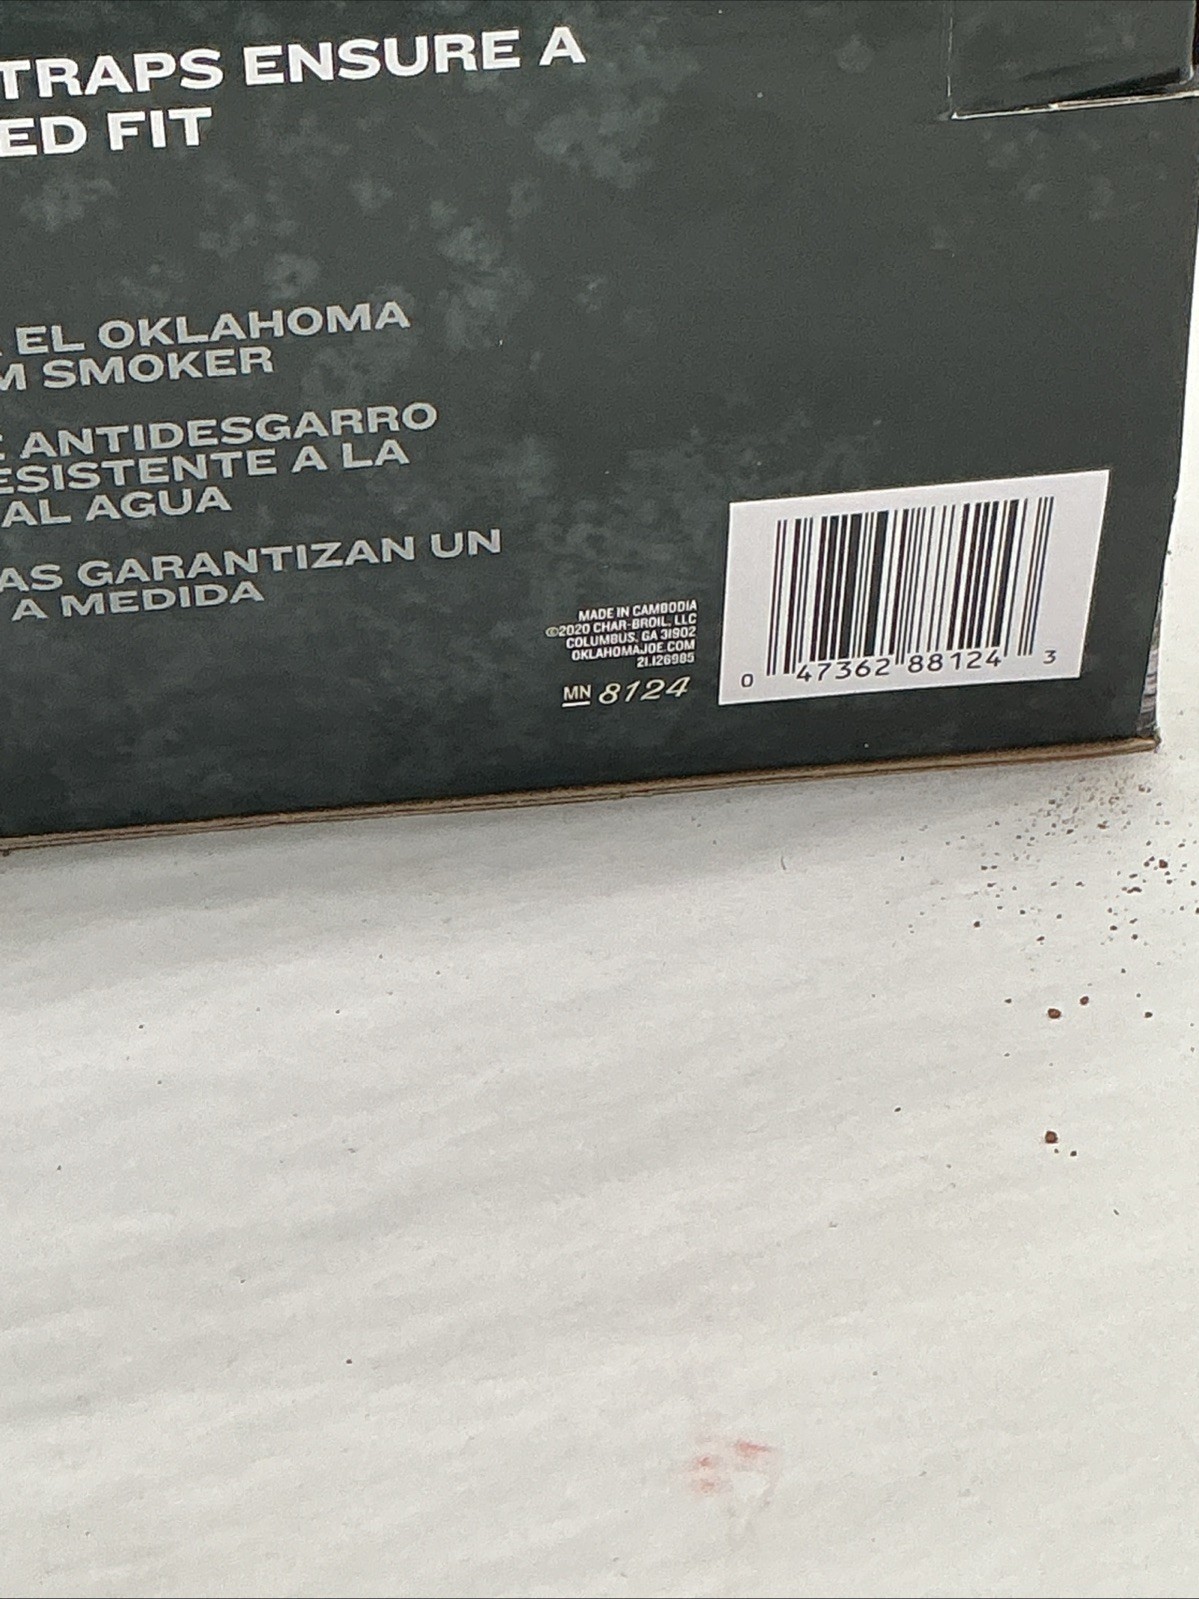 TRAPS ENSURE A
ED FIT
EL OKLAHOMA
M SMOKER
ANTIDESGARRO
ESISTENTE A LA
AL AGUA
AS GARANTIZAN UN
A MEDIDA
MADE IN CAMBODIA
©2020 CHAR-BROIL, LLC
COLUMBUS, GA 31902
OKLAHOMAJOE.COM
21.126985
MN 8124
0 47362 88124 3